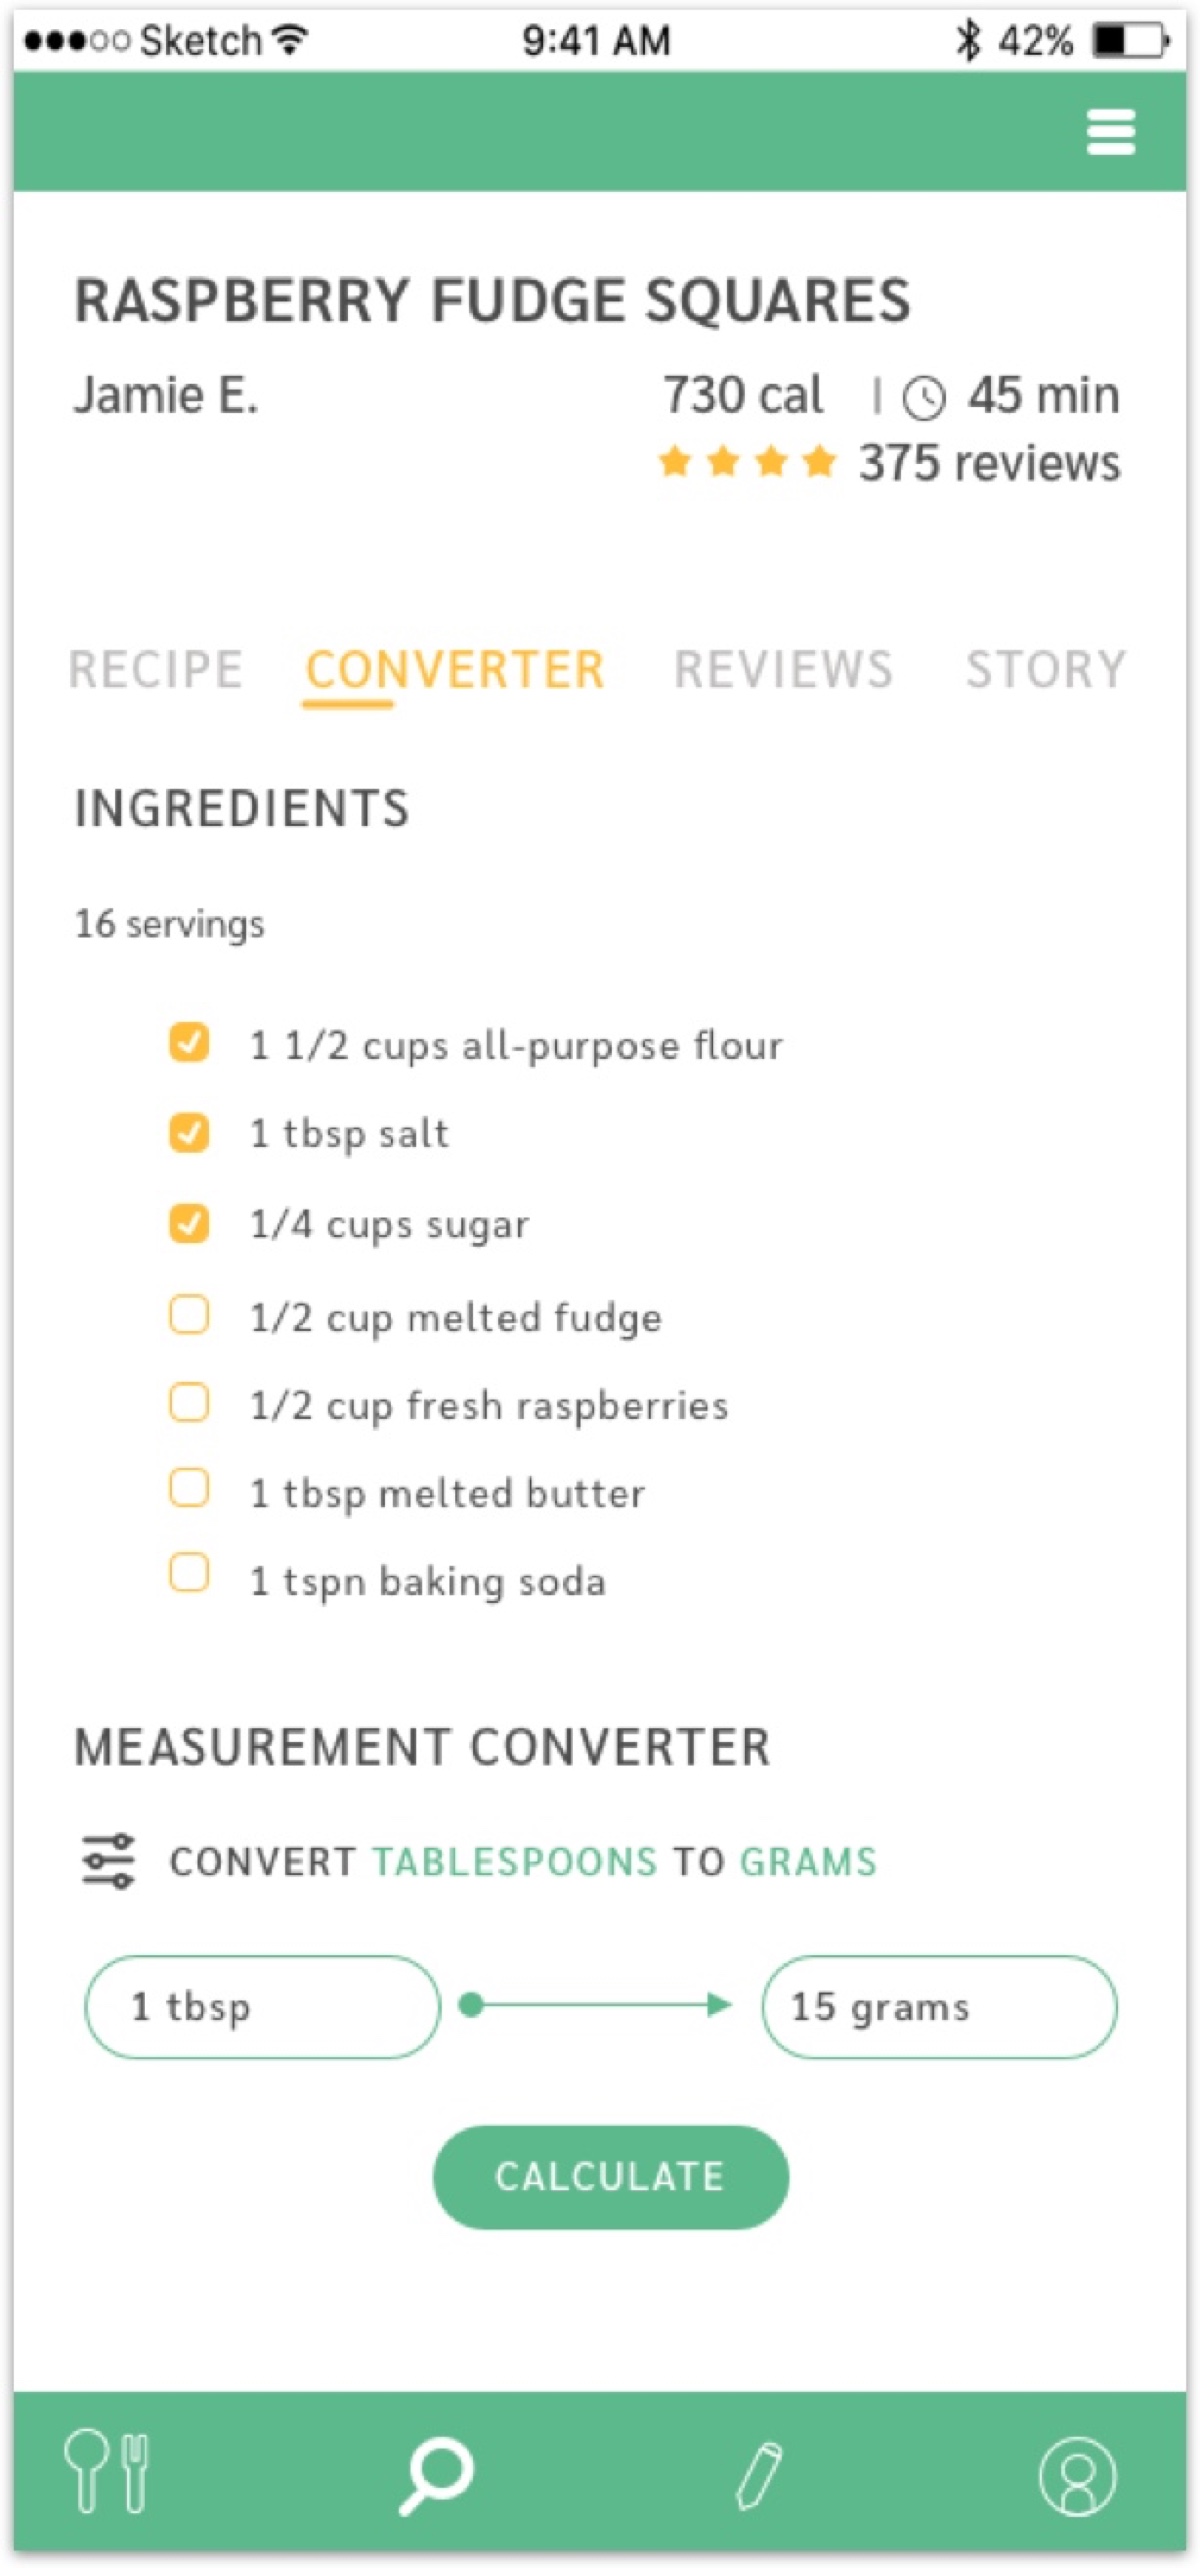 Sketch 9:41 AM 42%
RASPBERRY FUDGE SQUARES
Jamie E. 730 cal | 45 min
375 reviews
RECIPE CONVERTER REVIEWS STORY
INGREDIENTS
16 servings
1 1/2 cups all-purpose flour
1 tbsp salt
1/4 cups sugar
1/2 cup melted fudge
1/2 cup fresh raspberries
1 tbsp melted butter
1 tspn baking soda
MEASUREMENT CONVERTER
CONVERT TABLESPOONS TO GRAMS
1 tbsp 15 grams
CALCULATE